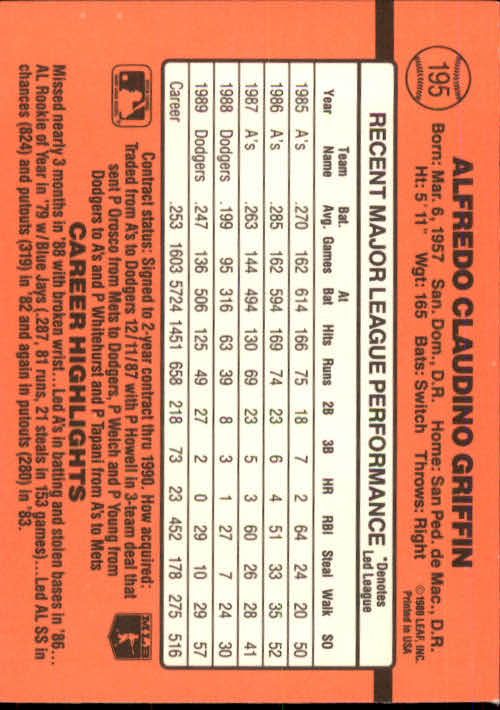 195
ALFREDO CLAUDINO GRIFFIN
Born: Mar. 6, 1957 San. Dom., D.R. Home: San Ped. de Mac., D.R.
Ht: 5' 11" Wgt: 165 Bats: Switch Throws: Right
© 1989 LEAF, INC.
Printed in USA
RECENT MAJOR LEAGUE PERFORMANCE *Denotes Led League
Year Team Name Bat. Avg. Games At Bat Hits Runs 2B 3B HR RBI Steal Walk SO
1985 A's .270 162 614 166 75 18 7 2 64 24 20 50
1986 A's .285 162 594 169 74 23 6 4 51 33 35 52
1987 A's .263 144 494 130 69 23 5 3 60 26 28 41
1988 Dodgers .199 95 316 63 39 8 3 1 27 7 24 30
1989 Dodgers .247 136 506 125 49 27 2 0 29 10 29 57
Career .253 1603 5724 1451 658 218 73 23 452 178 275 516
Contract status: Signed to 2-year contract thru 1990. How acquired:
Traded from A's to Dodgers 12/11/87 with P Howell in 3-team deal that
sent P Orosco from Mets to Dodgers, P Welch and P Young from
Dodgers to A's and P Whitehurst and P Tapani from A's to Mets
MLB
CAREER HIGHLIGHTS
Missed nearly 3 months in '88 with broken wrist...Led A's in batting and stolen bases in '86...
AL Rookie of Year in '79 w/Blue Jays (.287, 81 runs, 21 steals in 153 games)...Led AL SS in
chances (824) and putouts (319) in '82 and again in putouts (280) in '83.